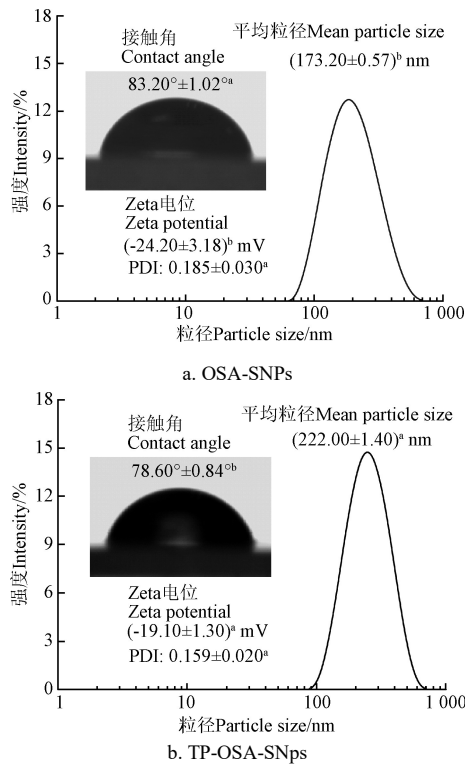 18
15
12
9
6
3
0
强度Intensity/%
接触角
Contact angle
83.20°±1.02°ᵃ
平均粒径Mean particle size
(173.20±0.57)ᵇ nm
Zeta电位
Zeta potential
(-24.20±3.18)ᵇ mV
PDI: 0.185±0.030ᵃ
1 10 100 1 000
粒径Particle size/nm
a. OSA-SNPs
18
15
12
9
6
3
0
强度Intensity/%
接触角
Contact angle
78.60°±0.84°ᵇ
平均粒径Mean particle size
(222.00±1.40)ᵃ nm
Zeta电位
Zeta potential
(-19.10±1.30)ᵃ mV
PDI: 0.159±0.020ᵃ
1 10 100 1 000
粒径Particle size/nm
b. TP-OSA-SNps